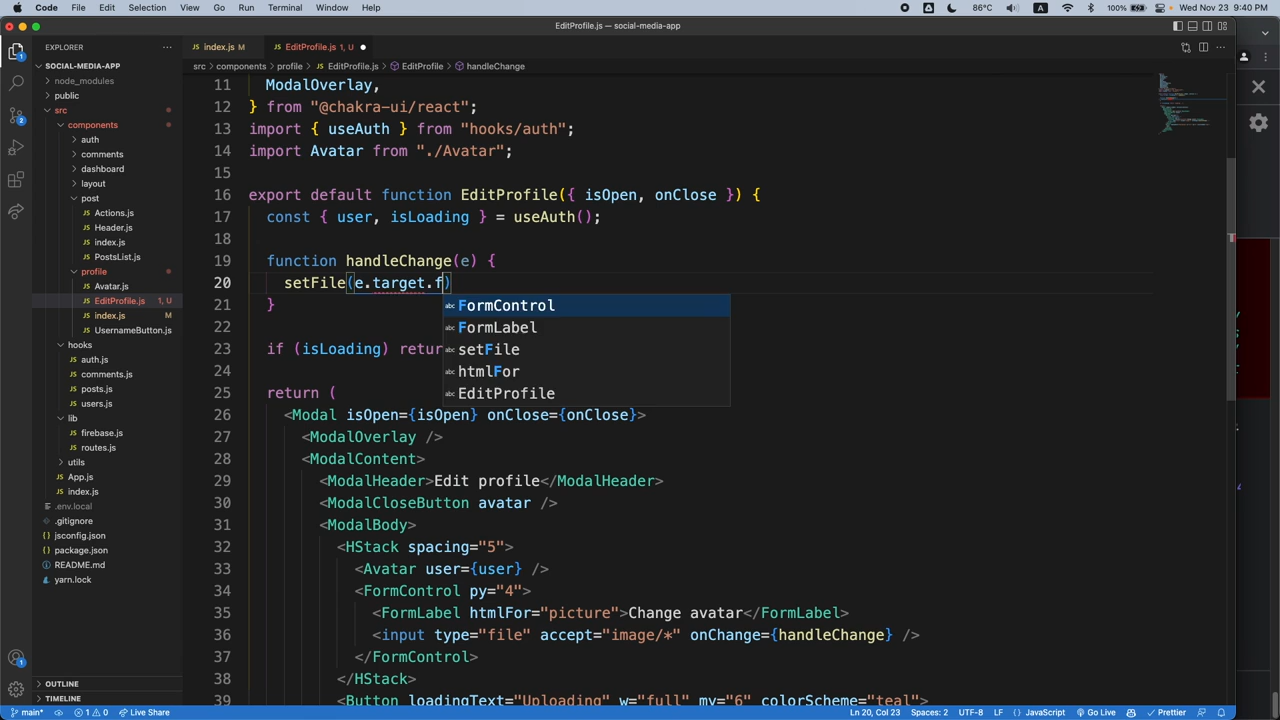 Code File Edit Selection View Go Run Terminal Window Help 86°C A 100% Wed Nov 23 9:40 PM
EditProfile.js — social-media-app
EXPLORER
index.js M
EditProfile.js 1, U
src > components > profile > EditProfile.js > EditProfile > handleChange
SOCIAL-MEDIA-APP
node_modules
public
src
components
auth
comments
dashboard
layout
post
Actions.js
Header.js
index.js
PostsList.js
profile
Avatar.js
EditProfile.js 1, U
index.js M
UsernameButton.js
hooks
auth.js
comments.js
posts.js
users.js
lib
firebase.js
routes.js
utils
App.js
index.js
.env.local
.gitignore
jsconfig.json
package.json
README.md
yarn.lock
OUTLINE
TIMELINE
11 ModalOverlay,
12 } from "@chakra-ui/react";
13 import { useAuth } from "hooks/auth";
14 import Avatar from "./Avatar";
15
16 export default function EditProfile({ isOpen, onClose }) {
17 const { user, isLoading } = useAuth();
18
19 function handleChange(e) {
20 setFile(e.target.f)
21 }
22
23 if (isLoading) retur
24
25 return (
26 <Modal isOpen={isOpen} onClose={onClose}>
27 <ModalOverlay />
28 <ModalContent>
29 <ModalHeader>Edit profile</ModalHeader>
30 <ModalCloseButton avatar />
31 <ModalBody>
32 <HStack spacing="5">
33 <Avatar user={user} />
34 <FormControl py="4">
35 <FormLabel htmlFor="picture">Change avatar</FormLabel>
36 <input type="file" accept="image/*" onChange={handleChange} />
37 </FormControl>
38 </HStack>
39 <Button loadingText="Uploading" w="full" my="6" colorScheme="teal">
abc FormControl
abc FormLabel
abc setFile
abc htmlFor
abc EditProfile
main* 1 0 Live Share Ln 20, Col 23 Spaces: 2 UTF-8 LF {} JavaScript Go Live Prettier